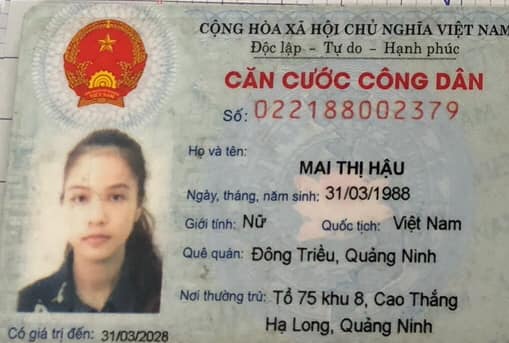 CỘNG HÒA XÃ HỘI CHỦ NGHĨA VIỆT NAM
Độc lập - Tự do - Hạnh phúc
CĂN CƯỚC CÔNG DÂN
Số: 022188002379
Họ và tên:
MAI THỊ HẬU
Ngày, tháng, năm sinh: 31/03/1988
Giới tính: Nữ Quốc tịch: Việt Nam
Quê quán: Đông Triều, Quảng Ninh
Nơi thường trú: Tổ 75 khu 8, Cao Thắng
Hạ Long, Quảng Ninh
Có giá trị đến: 31/03/2028